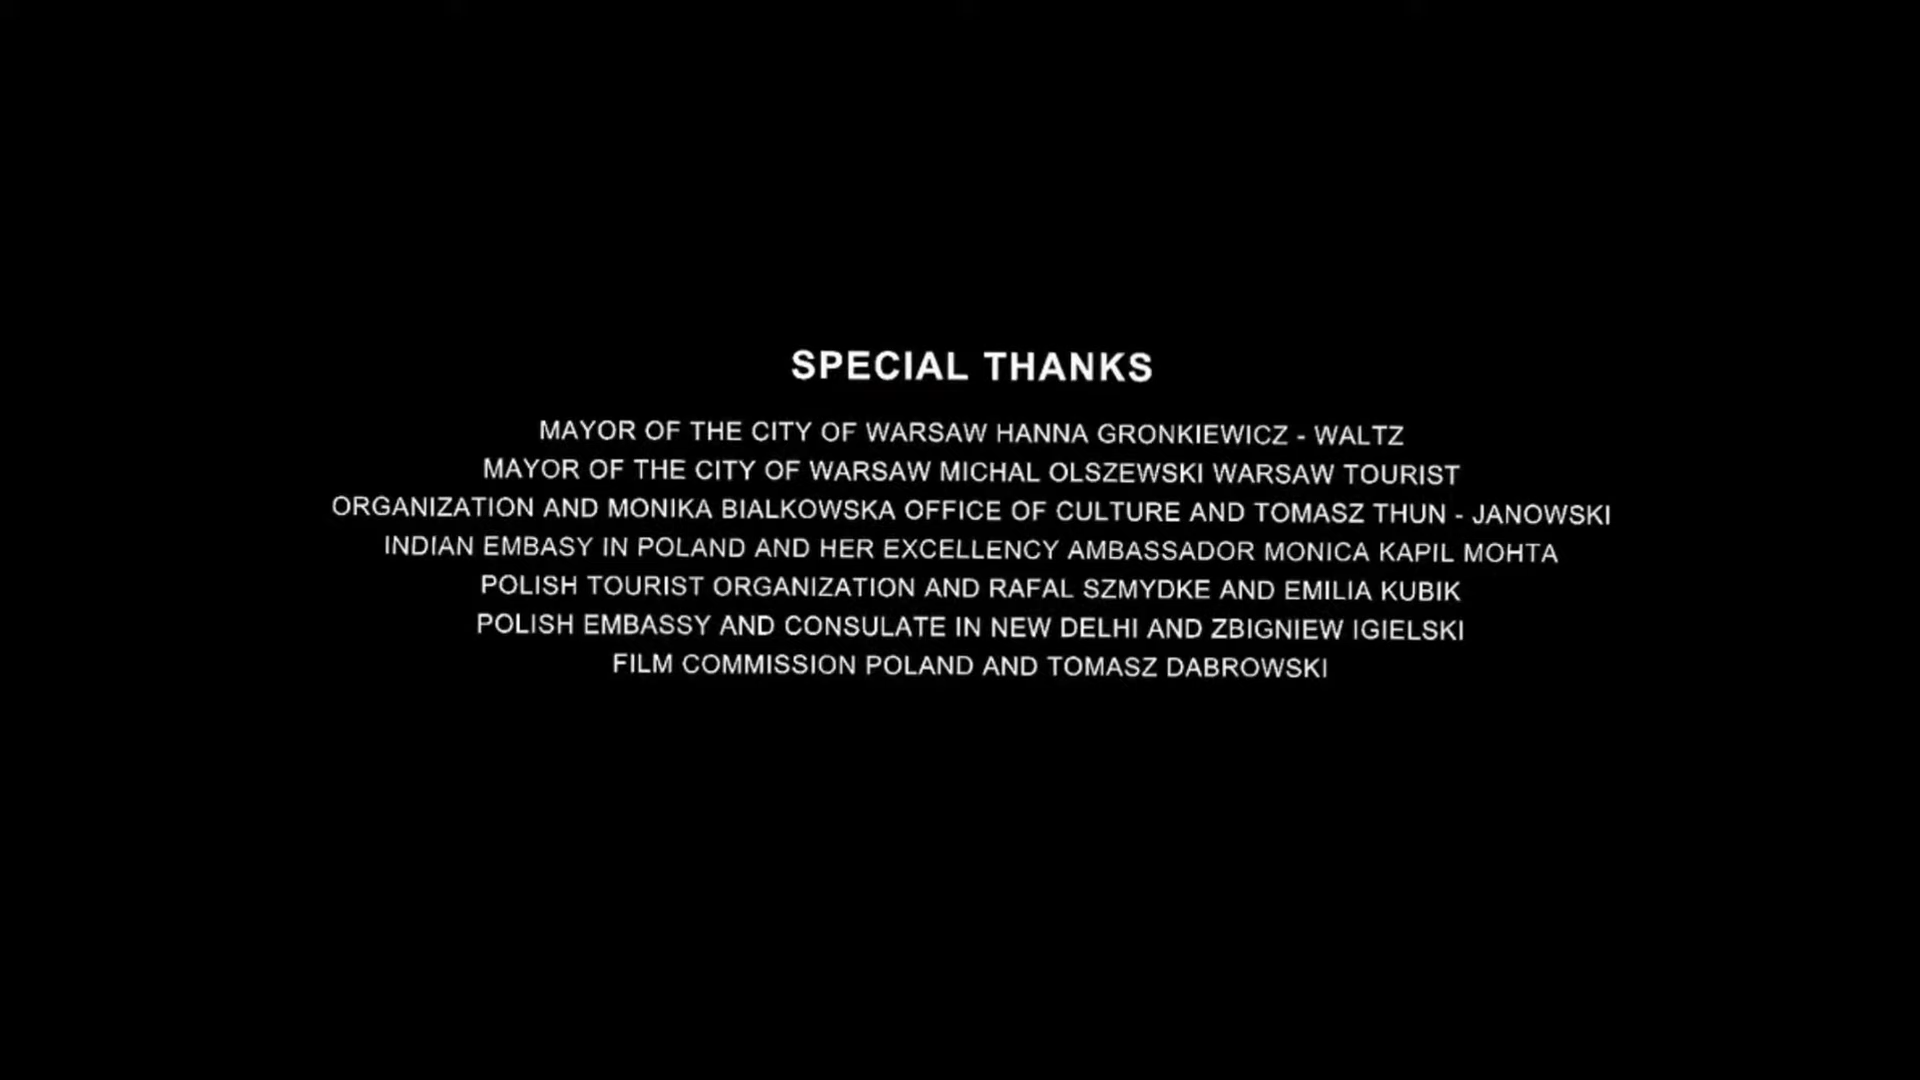 SPECIAL THANKS
MAYOR OF THE CITY OF WARSAW HANNA GRONKIEWICZ - WALTZ
MAYOR OF THE CITY OF WARSAW MICHAL OLSZEWSKI WARSAW TOURIST
ORGANIZATION AND MONIKA BIALKOWSKA OFFICE OF CULTURE AND TOMASZ THUN - JANOWSKI
INDIAN EMBASY IN POLAND AND HER EXCELLENCY AMBASSADOR MONICA KAPIL MOHTA
POLISH TOURIST ORGANIZATION AND RAFAL SZMYDKE AND EMILIA KUBIK
POLISH EMBASSY AND CONSULATE IN NEW DELHI AND ZBIGNIEW IGIELSKI
FILM COMMISSION POLAND AND TOMASZ DABROWSKI